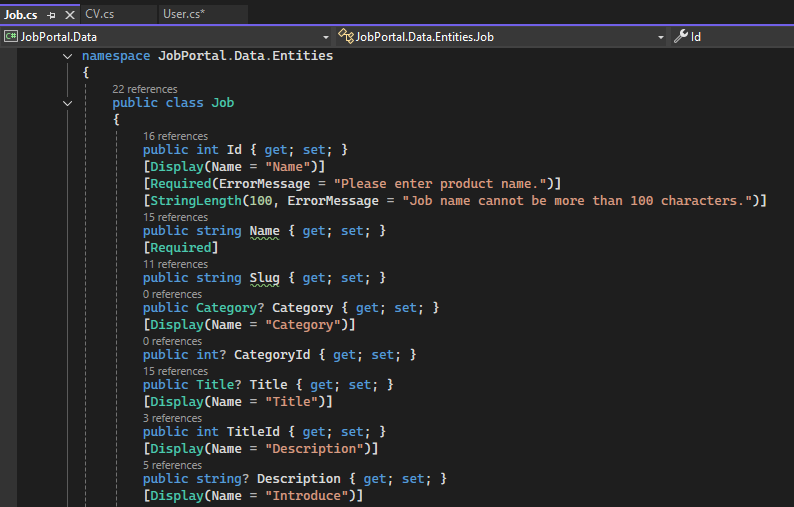 Job.cs CV.cs User.cs*
C# JobPortal.Data JobPortal.Data.Entities.Job Id
namespace JobPortal.Data.Entities
{
22 references
public class Job
{
16 references
public int Id { get; set; }
[Display(Name = "Name")]
[Required(ErrorMessage = "Please enter product name.")]
[StringLength(100, ErrorMessage = "Job name cannot be more than 100 characters.")]
15 references
public string Name { get; set; }
[Required]
11 references
public string Slug { get; set; }
0 references
public Category? Category { get; set; }
[Display(Name = "Category")]
0 references
public int? CategoryId { get; set; }
15 references
public Title? Title { get; set; }
[Display(Name = "Title")]
3 references
public int TitleId { get; set; }
[Display(Name = "Description")]
5 references
public string? Description { get; set; }
[Display(Name = "Introduce")]